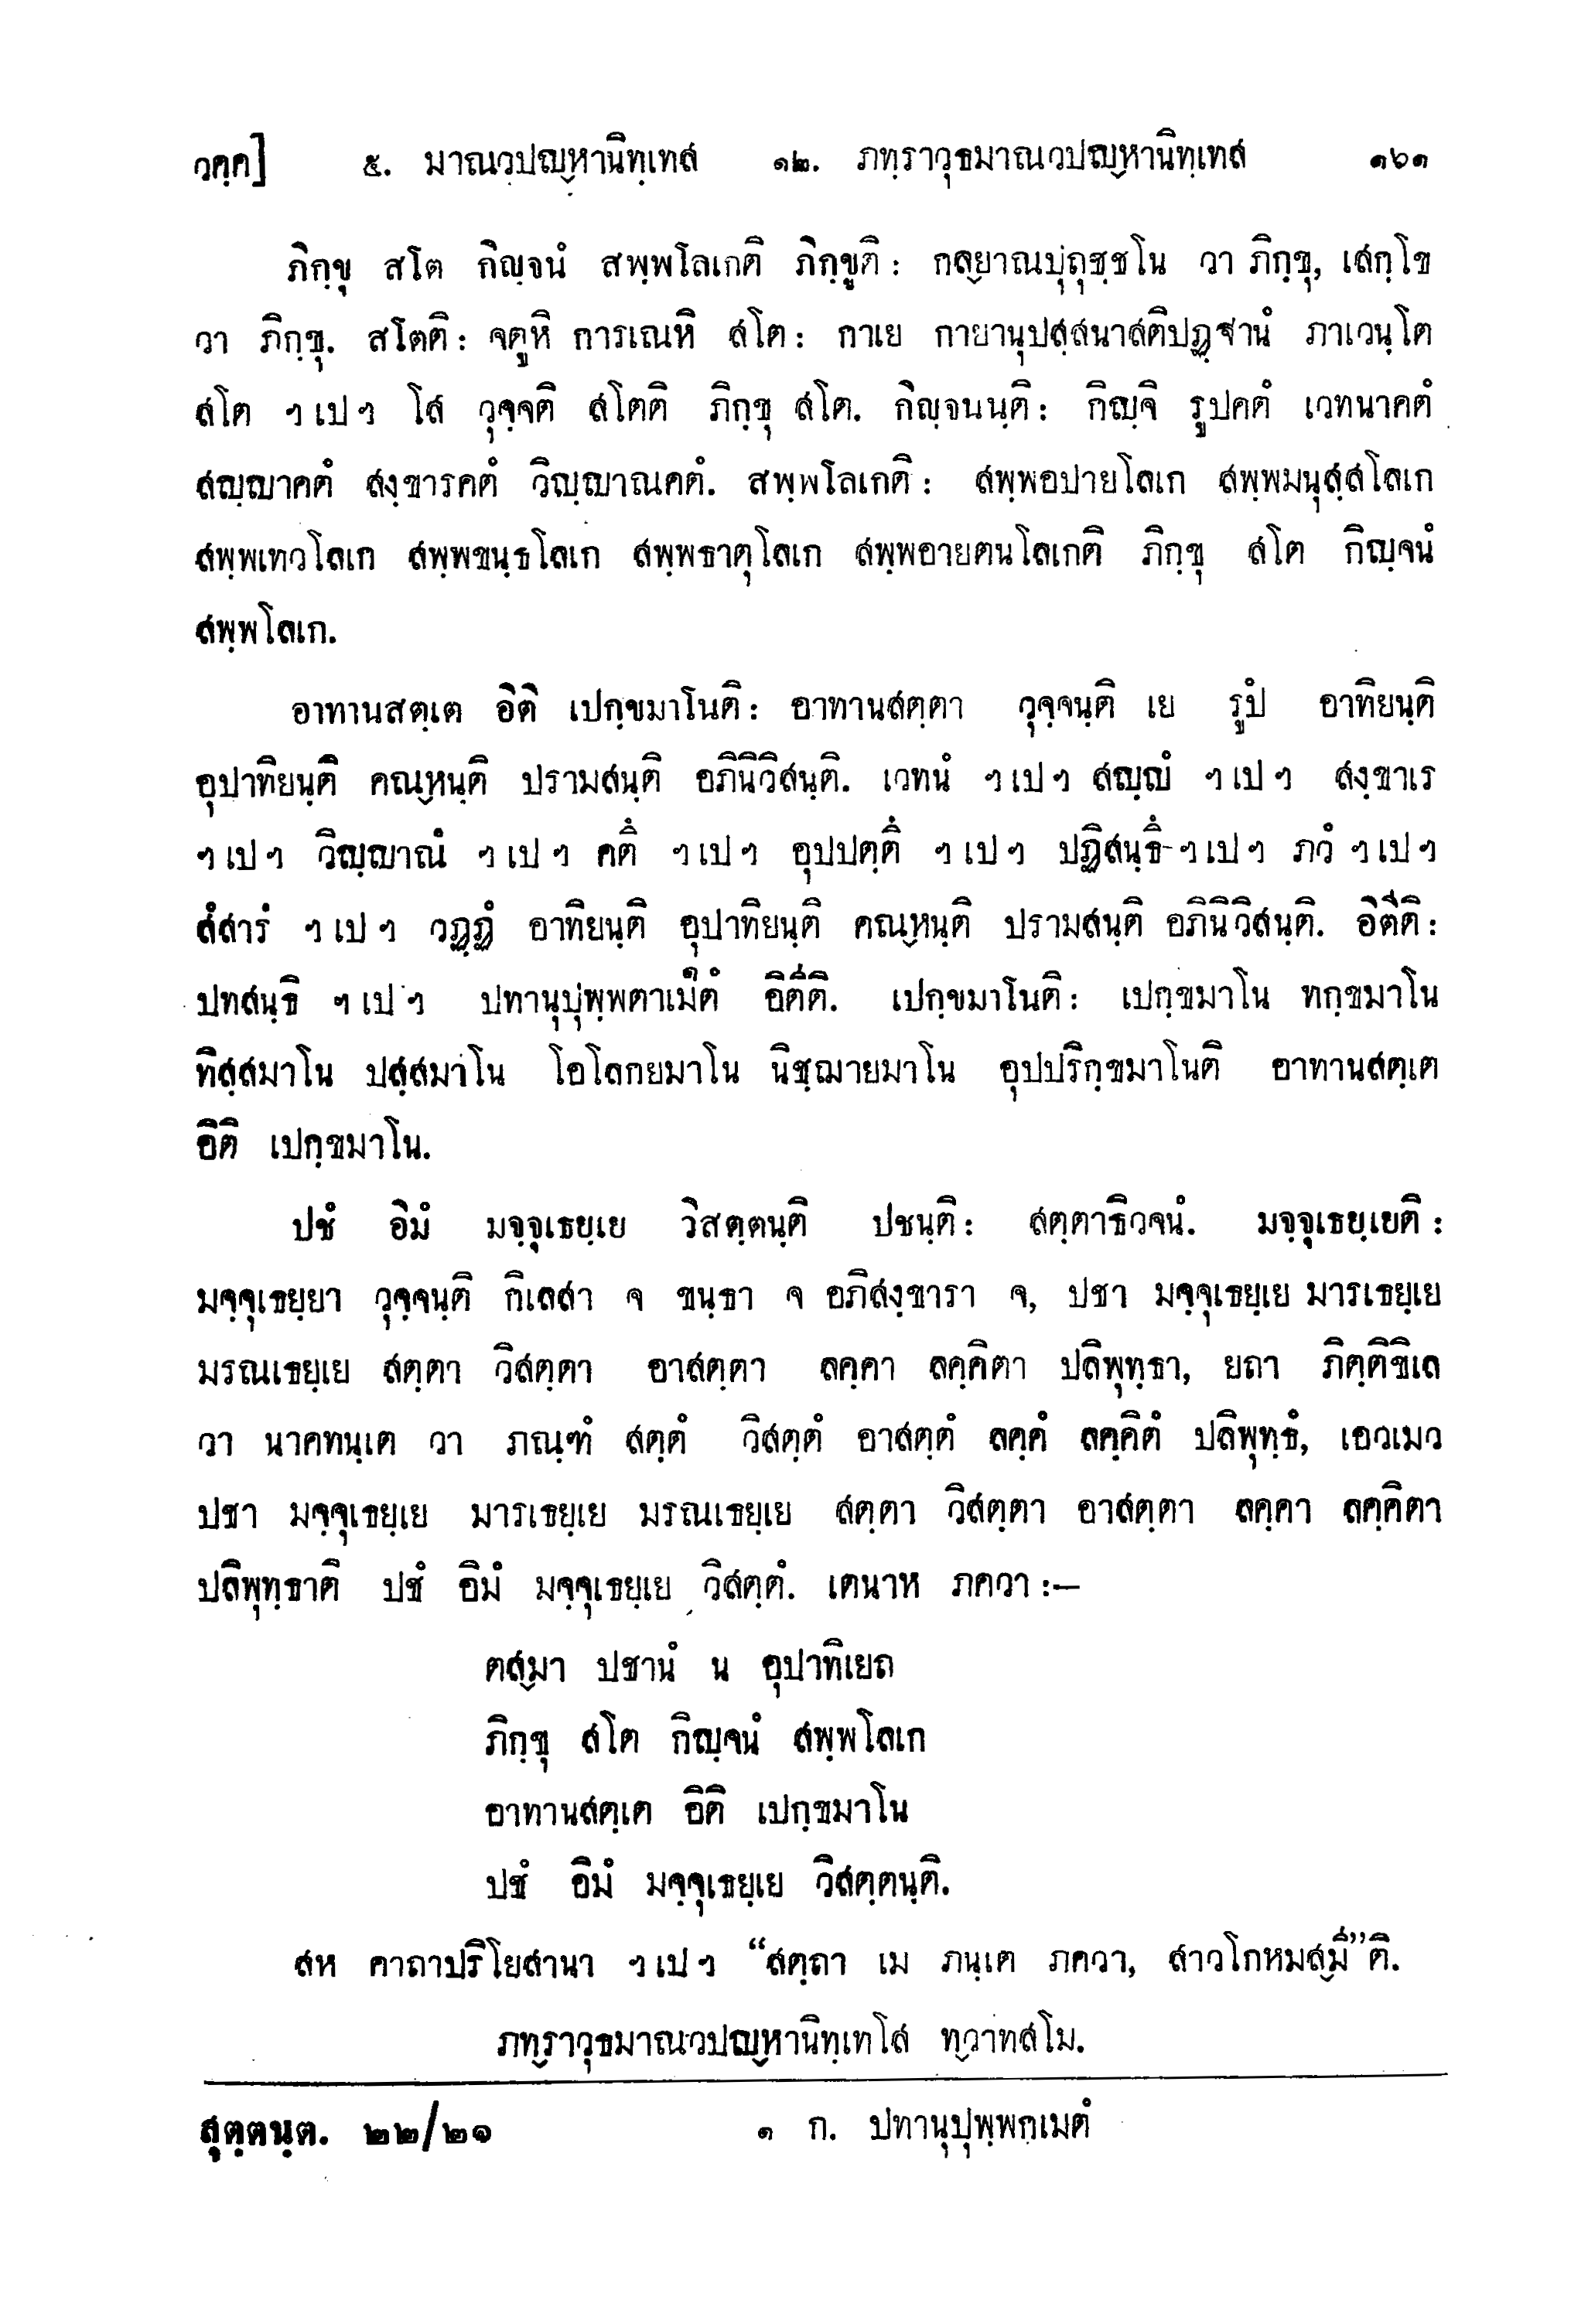 วคฺค]	๕. มาณวปญฺหานิทฺเทส	๑๒. ภทฺราวุธมาณวปญฺหานิทฺเทส	๑๖๑
ภิกฺขุ สโต กิญฺจนํ สพฺพโลเกติ ภิกฺขูติ: กลฺยาณปุถุชฺชโน วา ภิกฺขุ, เสกฺโข
วา ภิกฺขุ. สโตติ: จตูหิ การเณหิ สโต: กาเย กายานุปสฺสนาสติปฏฺฐานํ ภาเวนฺโต
สโต ฯ เป ฯ โส วุจฺจติ สโตติ ภิกฺขุ สโต. กิญฺจนนฺติ: กิญฺจิ รูปคตํ เวทนาคตํ
สญฺญาคตํ สงฺขารคตํ วิญฺญาณคตํ. สพฺพโลเกติ: สพฺพอปายโลเก สพฺพมนุสฺสโลเก
สพฺพเทวโลเก สพฺพขนฺธโลเก สพฺพธาตุโลเก สพฺพอายตนโลเกติ ภิกฺขุ สโต กิญฺจนํ
สพฺพโลเก.
อาทานสตฺเต อิติ เปกฺขมาโนติ: อาทานสตฺตา วุจฺจนฺติ เย รูปํ อาทิยนฺติ
อุปาทิยนฺติ คณฺหนฺติ ปรามสนฺติ อภินิวิสนฺติ. เวทนํ ฯ เป ฯ สญฺญํ ฯ เป ฯ สงฺขาเร
ฯ เป ฯ วิญฺญาณํ ฯ เป ฯ คตึ ฯ เป ฯ อุปปตฺตึ ฯ เป ฯ ปฏิสนฺธึ ฯ เป ฯ ภวํ ฯ เป ฯ
สํสารํ ฯ เป ฯ วฏฺฏํ อาทิยนฺติ อุปาทิยนฺติ คณฺหนฺติ ปรามสนฺติ อภินิวิสนฺติ. อิตีติ:
ปทสนฺธิ ฯ เป ฯ ปทานุปุพฺพตาเมตํ๑ อิตีติ. เปกฺขมาโนติ: เปกฺขมาโน ทกฺขมาโน
ทิสฺสมาโน ปสฺสมาโน โอโลกยมาโน นิชฺฌายมาโน อุปปริกฺขมาโนติ อาทานสตฺเต
อิติ เปกฺขมาโน.
ปชํ อิมํ มจฺจุเธยฺเย วิสตฺตนฺติ ปชนฺติ: สตฺตาธิวจนํ. มจฺจุเธยฺเยติ:
มจฺจุเธยฺยา วุจฺจนฺติ กิเลสา จ ขนฺธา จ อภิสงฺขารา จ, ปชา มจฺจุเธยฺเย มารเธยฺเย
มรณเธยฺเย สตฺตา วิสตฺตา อาสตฺตา ลคฺคา ลคฺคิตา ปลิพุทฺธา, ยถา ภิตฺติขิเล
วา นาคทนฺเต วา ภณฺฑํ สตฺตํ วิสตฺตํ อาสตฺตํ ลคฺคํ ลคฺคิตํ ปลิพุทฺธํ, เอวเมว
ปชา มจฺจุเธยฺเย มารเธยฺเย มรณเธยฺเย สตฺตา วิสตฺตา อาสตฺตา ลคฺคา ลคฺคิตา
ปลิพุทฺธาติ ปชํ อิมํ มจฺจุเธยฺเย วิสตฺตํ. เตนาห ภควา :—
ตสฺมา ปชานํ น อุปาทิเยถ
ภิกฺขุ สโต กิญฺจนํ สพฺพโลเก
อาทานสตฺเต อิติ เปกฺขมาโน
ปชํ อิมํ มจฺจุเธยฺเย วิสตฺตนฺติ.
สห คาถาปริโยสานา ฯ เป ฯ “สตฺถา เม ภนฺเต ภควา, สาวโกหมสฺมี”ติ.
ภทฺราวุธมาณวปญฺหานิทฺเทโส ทฺวาทสโม.
สุตฺตนฺต. ๒๒/๒๑	๑ ก. ปทานุปุพฺพกฺเมตํ